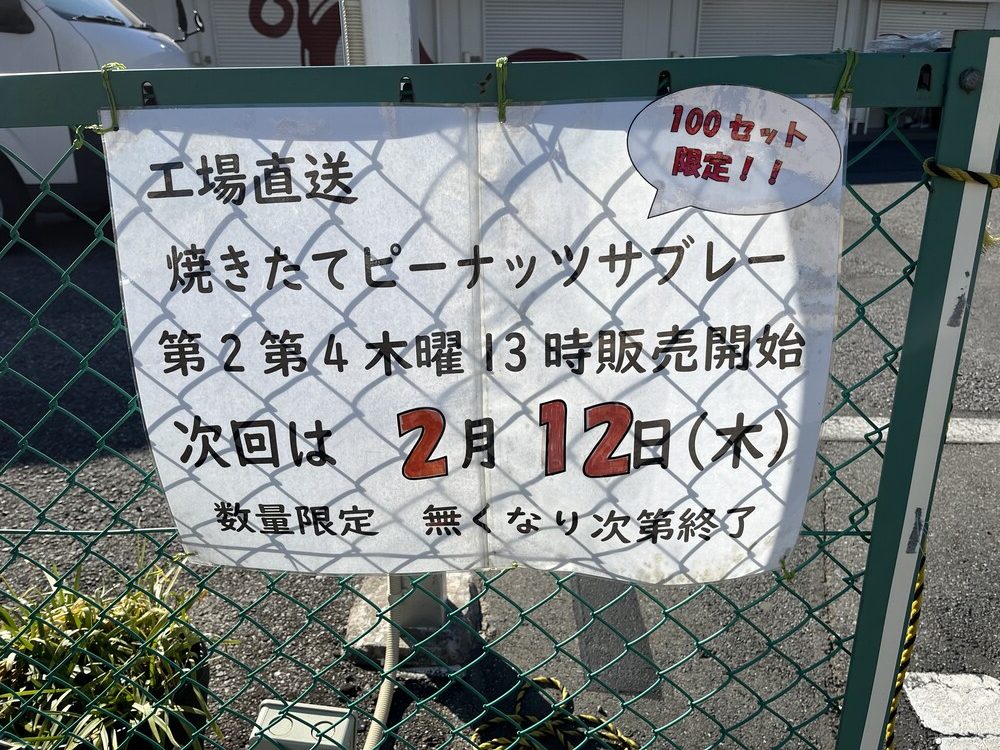 100セット
限定！！
工場直送
焼きたてピーナッツサブレー
第2第4木曜13時販売開始
次回は 2月12日(木)
数量限定 無くなり次第終了